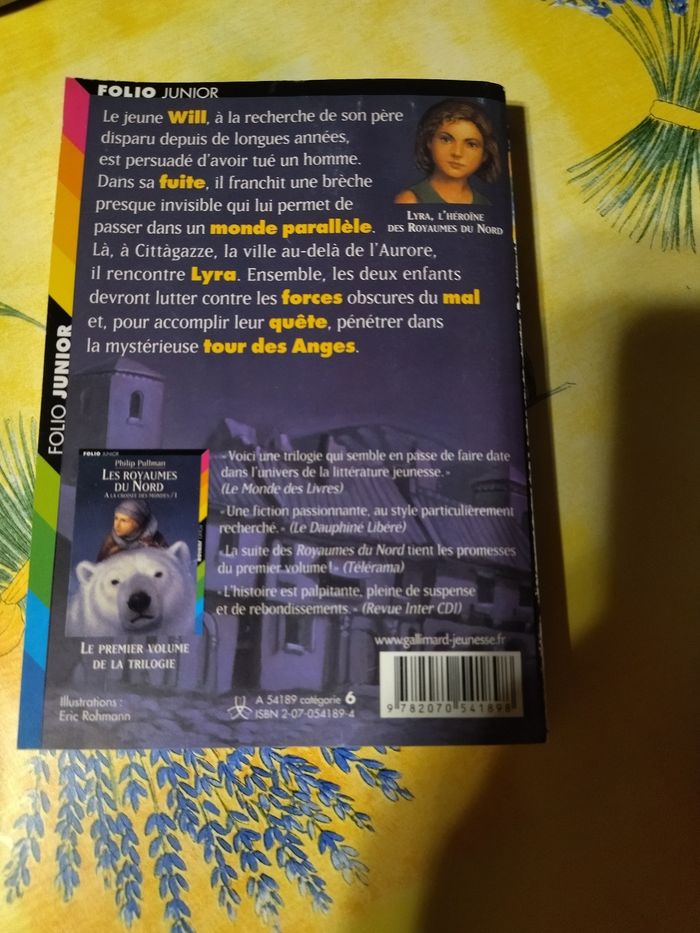 FOLIO JUNIOR
Le jeune Will, à la recherche de son père
disparu depuis de longues années,
est persuadé d'avoir tué un homme.
Dans sa fuite, il franchit une brèche
presque invisible qui lui permet de
passer dans un monde parallèle.
Là, à Cittàgazze, la ville au-delà de l'Aurore,
il rencontre Lyra. Ensemble, les deux enfants
devront lutter contre les forces obscures du mal
et, pour accomplir leur quête, pénétrer dans
la mystérieuse tour des Anges.
LYRA, L'HÉROÏNE
DES ROYAUMES DU NORD
FOLIO JUNIOR
FOLIO JUNIOR
Philip Pullman
LES ROYAUMES
DU NORD
A LA CROISÉE DES MONDES/I
FOLIO JUNIOR
LE PREMIER VOLUME
DE LA TRILOGIE
«Voici une trilogie qui semble en passe de faire date
dans l'univers de la littérature jeunesse.»
(Le Monde des Livres)
«Une fiction passionnante, au style particulièrement
recherché.» (Le Dauphiné Libéré)
«La suite des Royaumes du Nord tient les promesses
du premier volume!» (Télérama)
«L'histoire est palpitante, pleine de suspense
et de rebondissements.» (Revue Inter CDI)
www.gallimard-jeunesse.fr
Illustrations :
Eric Rohmann
A 54189 catégorie 6
ISBN 2-07-054189-4
9 782070 541898